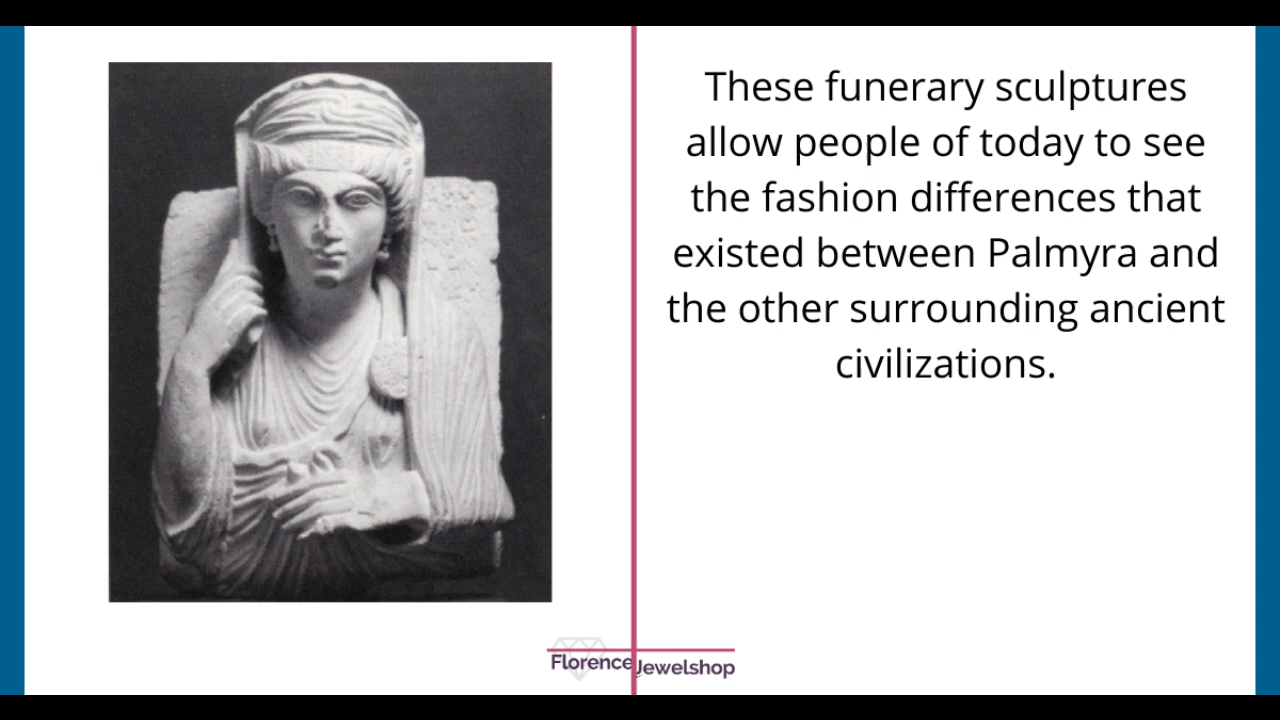 These funerary sculptures
allow people of today to see
the fashion differences that
existed between Palmyra and
the other surrounding ancient
civilizations.
Florence Jewelshop